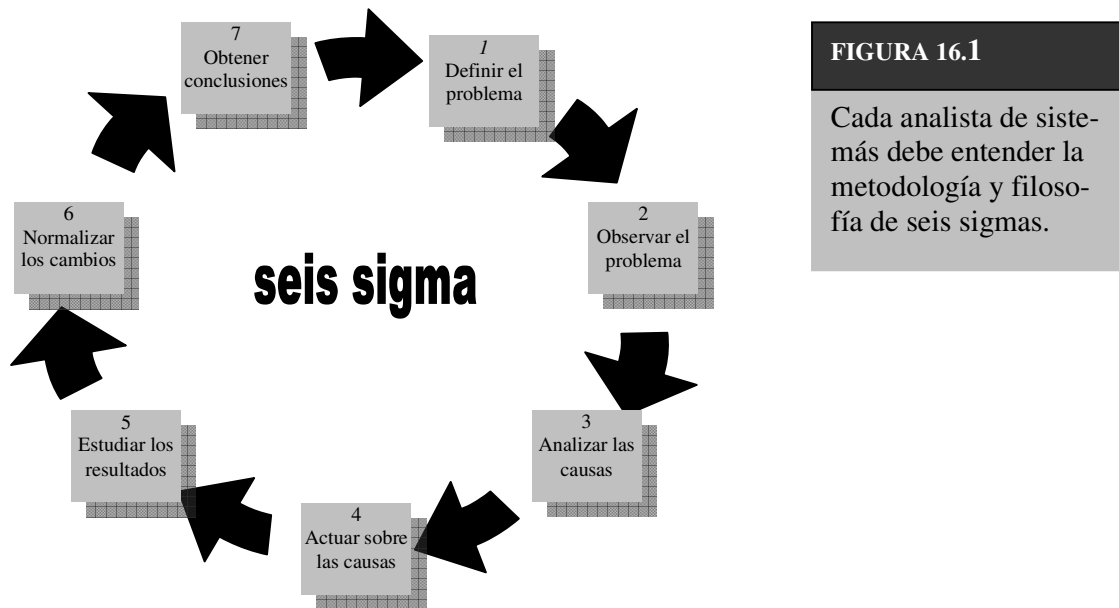 7
Obtener
conclusiones
1
Definir el
problema
2
Observar el
problema
3
Analizar las
causas
4
Actuar sobre
las causas
5
Estudiar los
resultados
6
Normalizar
los cambios
seis sigma
FIGURA 16.1
Cada analista de siste-
más debe entender la
metodología y filoso-
fía de seis sigmas.